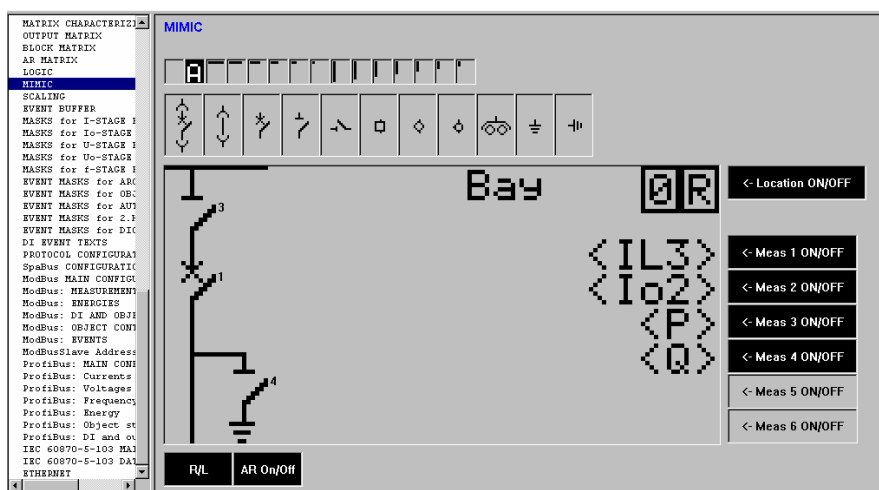 MATRIX CHARACTERIZI
OUTPUT MATRIX
BLOCK MATRIX
AR MATRIX
LOGIC
MIMIC
SCALING
EVENT BUFFER
MASKS for I-STAGE
MASKS for Io-STAGE
MASKS for U-STAGE
MASKS for Uo-STAGE
MASKS for f-STAGE
EVENT MASKS for ARC
EVENT MASKS for OBJ
EVENT MASKS for AUT
EVENT MASKS for 2.H
EVENT MASKS for DIG
DI EVENT TEXTS
PROTOCOL CONFIGURAT
SpaBus CONFIGURATIO
ModBus MAIN CONFIGU
ModBus: MEASUREMENT
ModBus: ENERGIES
ModBus: DI AND OBJE
ModBus: OBJECT CONT
ModBus: EVENTS
ModBusSlave Address
ProfiBus: MAIN CONF
ProfiBus: Currents
ProfiBus: Voltages
ProfiBus: Frequency
ProfiBus: Energy
ProfiBus: Object st
ProfiBus: DI and ou
IEC 60870-5-103 MAI
IEC 60870-5-103 DAT
ETHERNET
MIMIC
A
Bay
0 R
<- Location ON/OFF
3
<IL3>
<- Meas 1 ON/OFF
1
<Io2>
<- Meas 2 ON/OFF
<P>
<- Meas 3 ON/OFF
<Q>
<- Meas 4 ON/OFF
4
<- Meas 5 ON/OFF
<- Meas 6 ON/OFF
R/L
AR On/Off